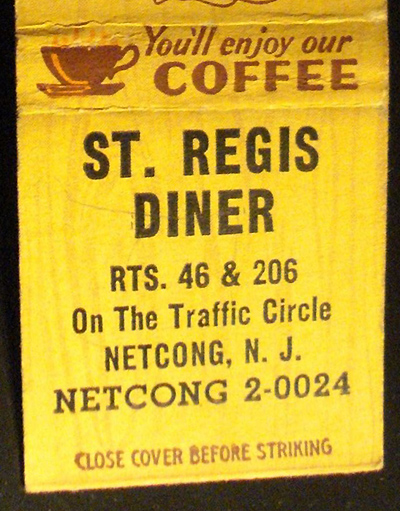 You'll enjoy our
COFFEE
ST. REGIS
DINER
RTS. 46 & 206
On The Traffic Circle
NETCONG, N. J.
NETCONG 2-0024
CLOSE COVER BEFORE STRIKING